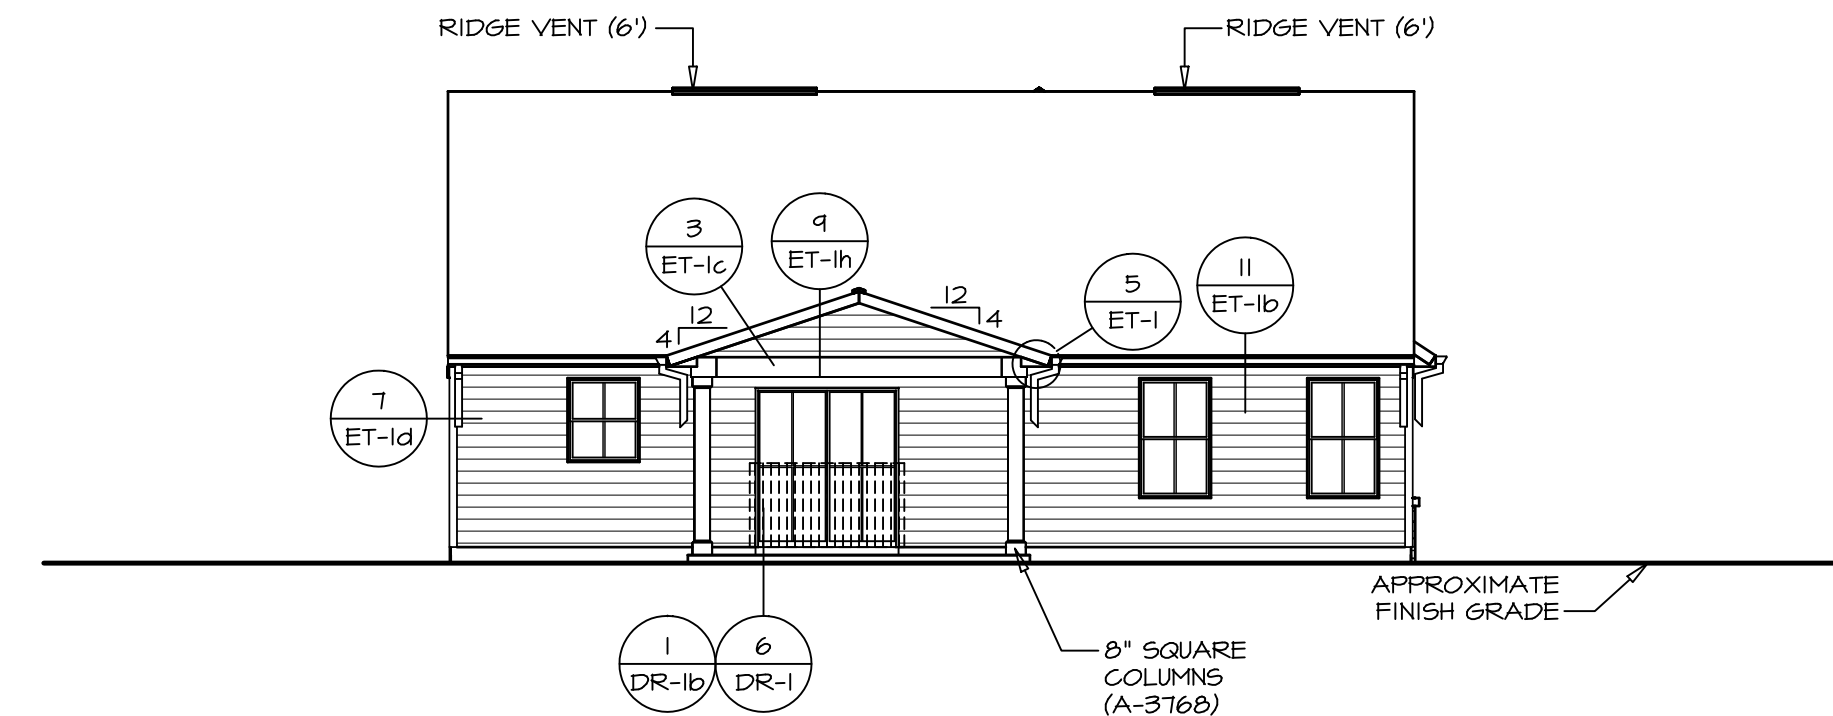 RIDGE VENT (6')
RIDGE VENT (6')
3
ET-1c
9
ET-1h
5
ET-1
11
ET-1b
12
4
12
4
7
ET-1d
APPROXIMATE
FINISH GRADE
1
DR-1b
6
DR-1
8" SQUARE
COLUMNS
(A-3768)